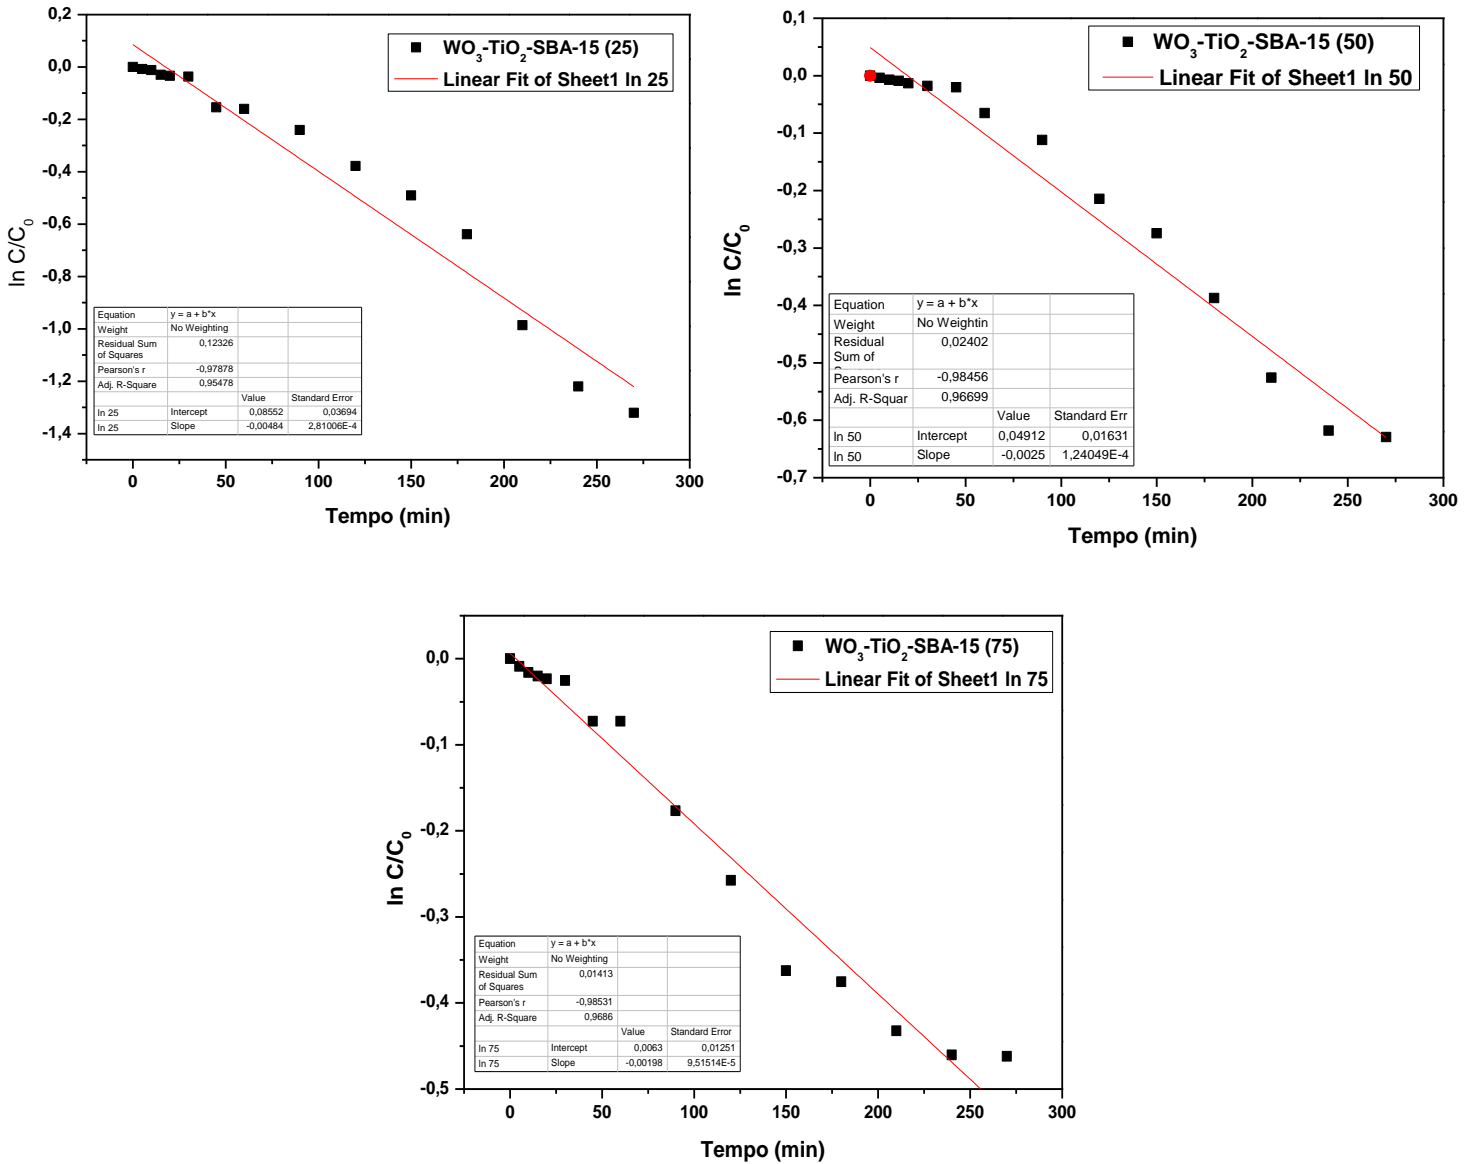 0,2
0,0
-0,2
-0,4
-0,6
-0,8
-1,0
-1,2
-1,4
ln C/C0
WO3-TiO2-SBA-15 (25)
Linear Fit of Sheet1 ln 25
Equation y = a + b*x
Weight No Weighting
Residual Sum of Squares 0,12326
Pearson's r -0,97878
Adj. R-Square 0,95478
Value Standard Error
ln 25 Intercept 0,08552 0,03694
ln 25 Slope -0,00484 2,81006E-4
0 50 100 150 200 250 300
Tempo (min)
0,1
0,0
-0,1
-0,2
-0,3
-0,4
-0,5
-0,6
-0,7
ln C/C0
WO3-TiO2-SBA-15 (50)
Linear Fit of Sheet1 ln 50
Equation y = a + b*x
Weight No Weightin
Residual
Sum of
0,02402
Pearson's r -0,98456
Adj. R-Squar 0,96699
Value Standard Err
ln 50 Intercept 0,04912 0,01631
ln 50 Slope -0,0025 1,24049E-4
0 50 100 150 200 250 300
Tempo (min)
0,0
-0,1
-0,2
-0,3
-0,4
-0,5
ln C/C0
WO3-TiO2-SBA-15 (75)
Linear Fit of Sheet1 ln 75
Equation y = a + b*x
Weight No Weighting
Residual Sum of Squares 0,01413
Pearson's r -0,98531
Adj. R-Square 0,9686
Value Standard Error
ln 75 Intercept 0,0063 0,01251
ln 75 Slope -0,00198 9,51514E-5
0 50 100 150 200 250 300
Tempo (min)